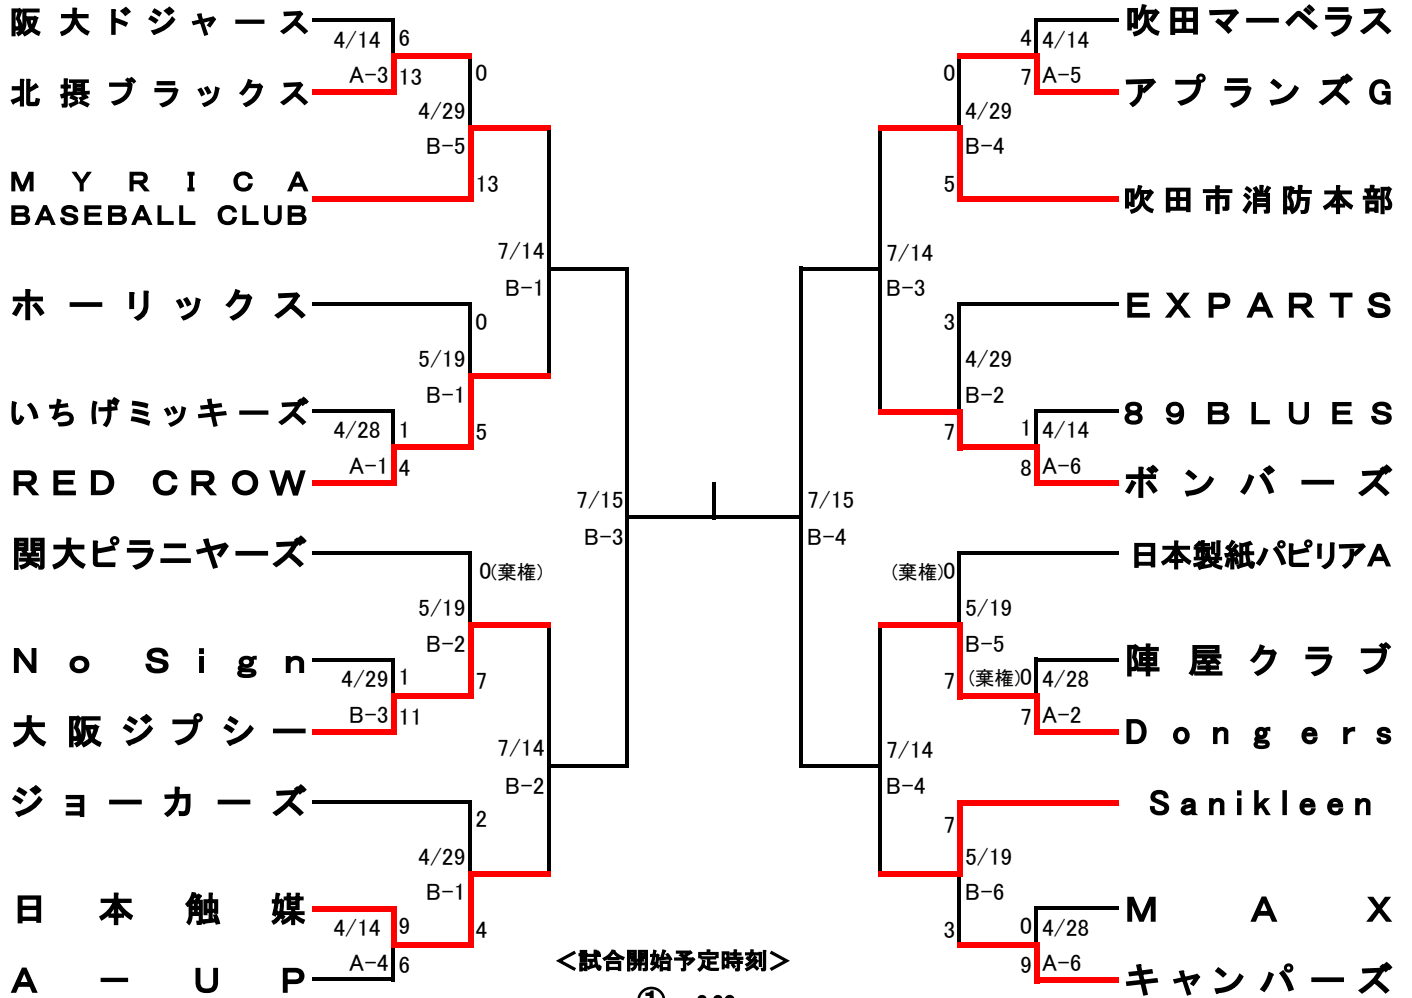 阪大ドジャース
4/14 6
A-3 13
北摂ブラックス
0
4/29
B-5
MYRICA
BASEBALL CLUB
13
7/14
B-1
ホーリックス
0
5/19
B-1
いちげミッキーズ
4/28 1
A-1 4
5
RED CROW
7/15
B-3
関大ピラニヤーズ
0(棄権)
5/19
B-2
No Sign
4/29 1
B-3 11
7
大阪ジプシー
7/14
B-2
ジョーカーズ
2
4/29
B-1
日本触媒
4/14 9
A-4 6
4
A-UP
吹田マーベラス
4 4/14
7 A-5
アプランズG
0
4/29
B-4
5
吹田市消防本部
7/14
B-3
EXPARTS
3
4/29
B-2
89BLUES
7
1 4/14
8 A-6
ボンバーズ
7/15
B-4
日本製紙パピリアA
(棄権)0
5/19
B-5
陣屋クラブ
7
(棄権)0 4/28
7 A-2
Dongers
7/14
B-4
Sanikleen
7
5/19
B-6
MAX
3
0 4/28
9 A-6
キャンパーズ
<試合開始予定時刻>
①